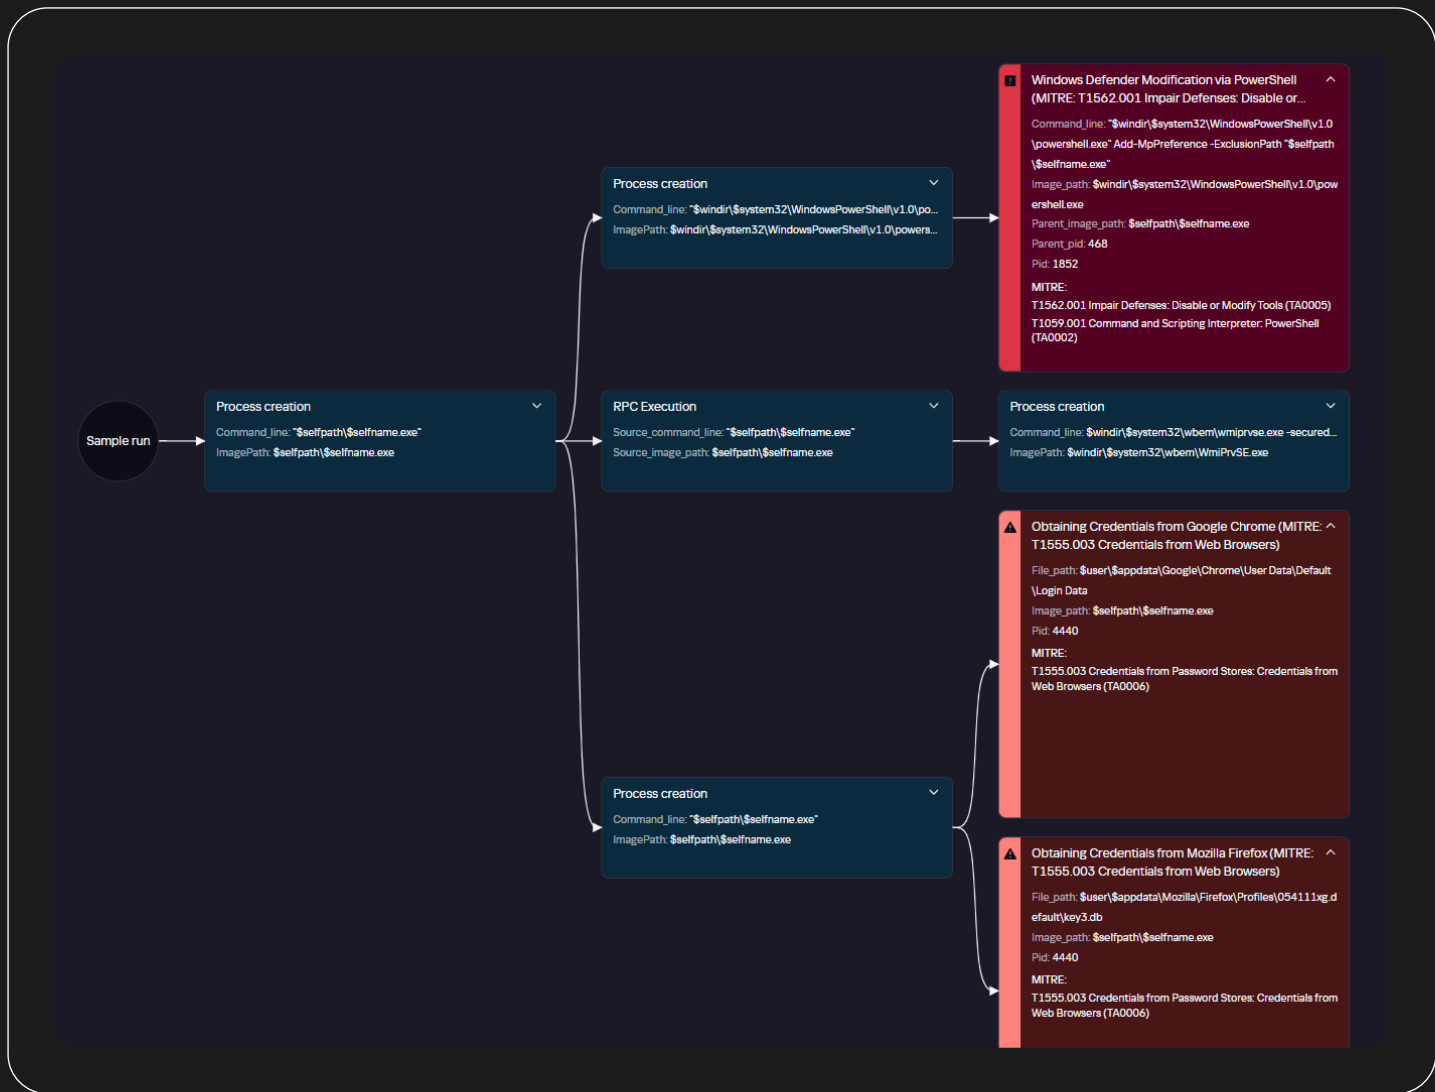 Sample run
Process creation
Command_line: "$selfpath\$selfname.exe"
ImagePath: $selfpath\$selfname.exe
Process creation
Command_line: "$windir\$system32\WindowsPowerShell\v1.0\po...
ImagePath: $windir\$system32\WindowsPowerShell\v1.0\powers...
Windows Defender Modification via PowerShell
(MITRE: T1562.001 Impair Defenses: Disable or...
Command_line: "$windir\$system32\WindowsPowerShell\v1.0
\powershell.exe" Add-MpPreference -ExclusionPath "$selfpath
\$selfname.exe"
Image_path: $windir\$system32\WindowsPowerShell\v1.0\pow
ershell.exe
Parent_image_path: $selfpath\$selfname.exe
Parent_pid: 468
Pid: 1852
MITRE:
T1562.001 Impair Defenses: Disable or Modify Tools (TA0005)
T1059.001 Command and Scripting Interpreter: PowerShell
(TA0002)
RPC Execution
Source_command_line: "$selfpath\$selfname.exe"
Source_image_path: $selfpath\$selfname.exe
Process creation
Command_line: $windir\$system32\wbem\wmiprvse.exe -secured...
ImagePath: $windir\$system32\wbem\WmiPrvSE.exe
Process creation
Command_line: "$selfpath\$selfname.exe"
ImagePath: $selfpath\$selfname.exe
Obtaining Credentials from Google Chrome (MITRE:
T1555.003 Credentials from Web Browsers)
File_path: $user\$appdata\Google\Chrome\User Data\Default
\Login Data
Image_path: $selfpath\$selfname.exe
Pid: 4440
MITRE:
T1555.003 Credentials from Password Stores: Credentials from
Web Browsers (TA0006)
Obtaining Credentials from Mozilla Firefox (MITRE:
T1555.003 Credentials from Web Browsers)
File_path: $user\$appdata\Mozilla\Firefox\Profiles\054111xg.d
efault\key3.db
Image_path: $selfpath\$selfname.exe
Pid: 4440
MITRE:
T1555.003 Credentials from Password Stores: Credentials from
Web Browsers (TA0006)